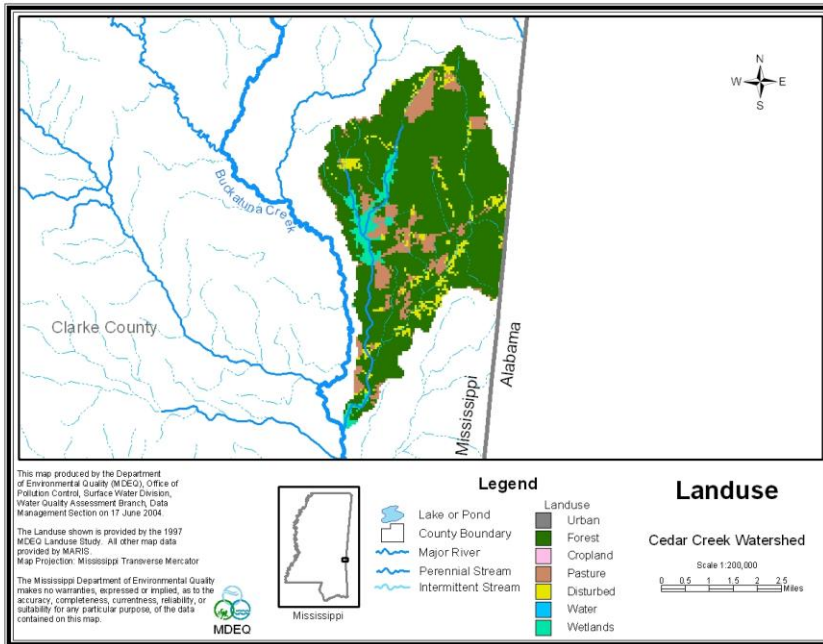 N
W E
S
Buckatuna Creek
Clarke County
Mississippi
Alabama
This map produced by the Department
of Environmental Quality (MDEQ), Office of
Pollution Control, Surface Water Division,
Water Quality Assessment Branch, Data
Management Section on 17 June 2004.
The Landuse shown is provided by the 1997
MDEQ Landuse Study. All other map data
provided by MARIS.
Map Projection: Mississippi Transverse Mercator
The Mississippi Department of Environmental Quality
makes no warranties, expressed or implied, as to the
accuracy, completeness, currentness, reliability, or
suitability for any particular purpose, of the data
contained on this map.
MDEQ
Mississippi
Legend
Lake or Pond
County Boundary
Major River
Perennial Stream
Intermittent Stream
Landuse
Urban
Forest
Cropland
Pasture
Disturbed
Water
Wetlands
Landuse
Cedar Creek Watershed
Scale 1:200,000
0 0.5 1 1.5 2 2.5
Miles